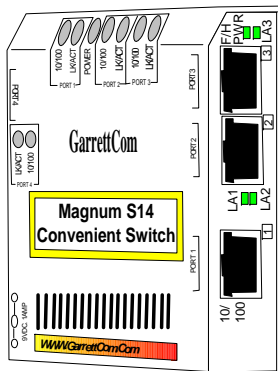 10/100
LK/ACT
POWER
10/100
LK/ACT
10/100
LK/ACT
PORT 1
PORT 2
PORT 3
PORT 4
LK/ACT
10/100
PORT 4
GarrettCom
Magnum S14
Convenient Switch
9VDC 1AMP
WWW.GarrettCom.Com
PORT 3
PORT 2
PORT 1
F/H
PWR
LA3
3
2
LA1
LA2
1
10/
100